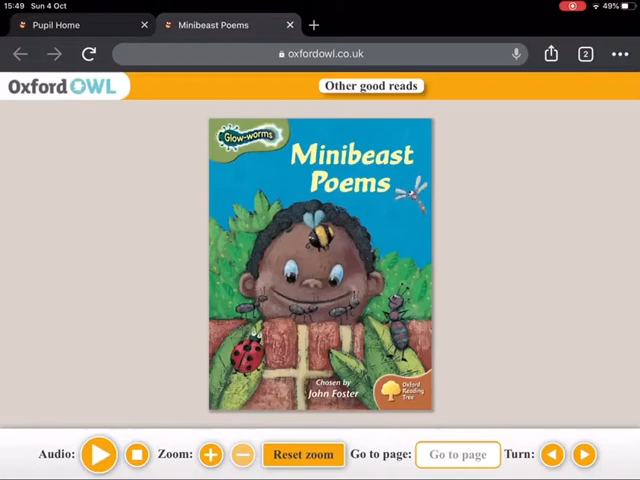 15:49 Sun 4 Oct
49%
Pupil Home
Minibeast Poems
oxfordowl.co.uk
2
Oxford OWL
Other good reads
Glow-worms
Minibeast
Poems
Chosen by
John Foster
Oxford
Reading
Tree
Audio:
Zoom:
Reset zoom
Go to page:
Go to page
Turn: